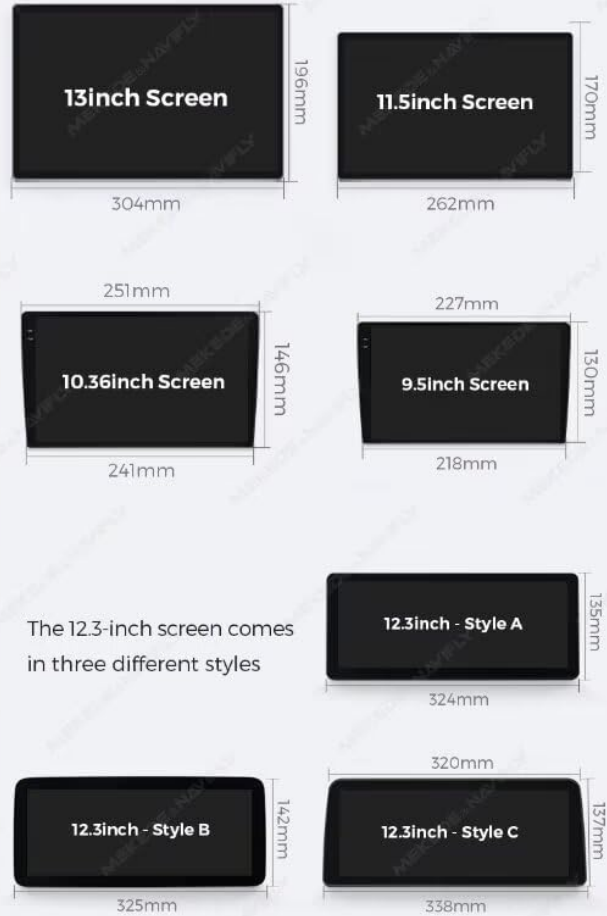 13inch Screen
196mm
304mm
11.5inch Screen
170mm
262mm
251mm
10.36inch Screen
146mm
241mm
227mm
9.5inch Screen
130mm
218mm
The 12.3-inch screen comes
in three different styles
12.3inch - Style A
135mm
324mm
12.3inch - Style B
142mm
325mm
320mm
12.3inch - Style C
137mm
338mm